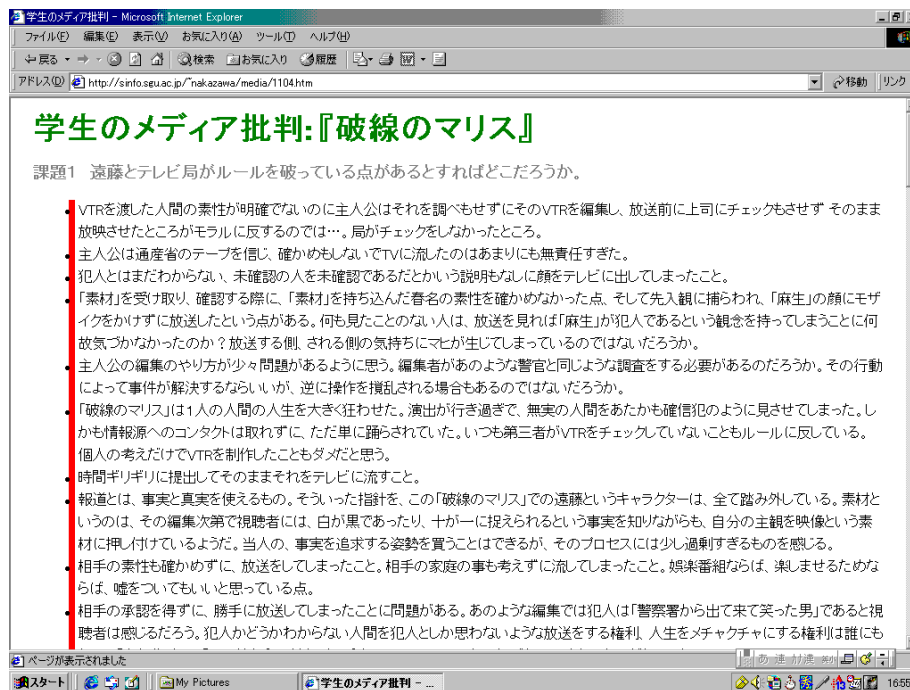 学生のメディア批判 - Microsoft Internet Explorer
ファイル(F) 編集(E) 表示(V) お気に入り(A) ツール(T) ヘルプ(H)
戻る 検索 お気に入り 履歴
アドレス(D) http://sinfo.sgu.ac.jp/~nakazawa/media/1104.htm 移動 リンク
学生のメディア批判:『破線のマリス』
課題1 遠藤とテレビ局がルールを破っている点があるとすればどこだろうか。
VTRを渡した人間の素性が明確でないのに主人公はそれを調べもせずにそのVTRを編集し、放送前に上司にチェックもさせず そのまま
放映させたところがモラルに反するのでは…。局がチェックをしなかったところ。
主人公は通産省のテープを信じ、確かめもしないでTVに流したのはあまりにも無責任すぎた。
犯人とはまだわからない、未確認の人を未確認であるだとかいう説明もなしに顔をテレビに出してしまったこと。
「素材」を受け取り、確認する際に、「素材」を持ち込んだ春名の素性を確かめなかった点、そして先入観に捕らわれ、「麻生」の顔にモザ
イクをかけずに放送したという点がある。何も見たことのない人は、放送を見れば「麻生」が犯人であるという観念を持ってしまうことに何
故気づかなかったのか?放送する側、される側の気持ちにマヒが生じてしまっているのではないだろうか。
主人公の編集のやり方が少々問題があるように思う。編集者があのような警官と同じような調査をする必要があるのだろうか。その行動
によって事件が解決するならいいが、逆に操作を撹乱される場合もあるのではないだろうか。
「破線のマリス」は1人の人間の人生を大きく狂わせた。演出が行き過ぎで、無実の人間をあたかも確信犯のように見させてしまった。し
かも情報源へのコンタクトは取れずに、ただ単に踊らされていた。いつも第三者がVTRをチェックしていないこともルールに反している。
個人の考えだけでVTRを制作したこともダメだと思う。
時間ギリギリに提出してそのままそれをテレビに流すこと。
報道とは、事実と真実を使えるもの。そういった指針を、この「破線のマリス」での遠藤というキャラクターは、全て踏み外している。素材と
いうのは、その編集次第で視聴者には、白が黒であったり、十が一に捉えられるという事実を知りながらも、自分の主観を映像という素
材に押し付けているようだ。当人の、事実を追求する姿勢を買うことはできるが、そのプロセスには少し過剰すぎるものを感じる。
相手の素性も確かめずに、放送をしてしまったこと。相手の家庭の事も考えずに流してしまったこと。娯楽番組ならば、楽しませるためな
らば、嘘をついてもいいと思っている点。
相手の承認を得ずに、勝手に放送してしまったことに問題がある。あのような編集では犯人は「警察署から出て来て笑った男」であると視
聴者は感じるだろう。犯人かどうかわからない人間を犯人としか思わないような放送をする権利、人生をメチャクチャにする権利は誰にも
ページが表示されました
スタート My Pictures 学生のメディア批判 - ... 16:55